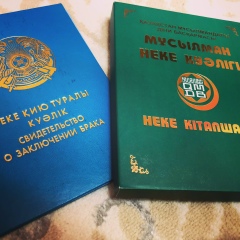 НЕКЕ ҚИЮ ТУРАЛЫ
КУӘЛІК
СВИДЕТЕЛЬСТВО
О ЗАКЛЮЧЕНИИ БРАКА
МҰСЫЛМАН
НЕКЕ КУӘЛІГІ
НЕКЕ КІТАПША